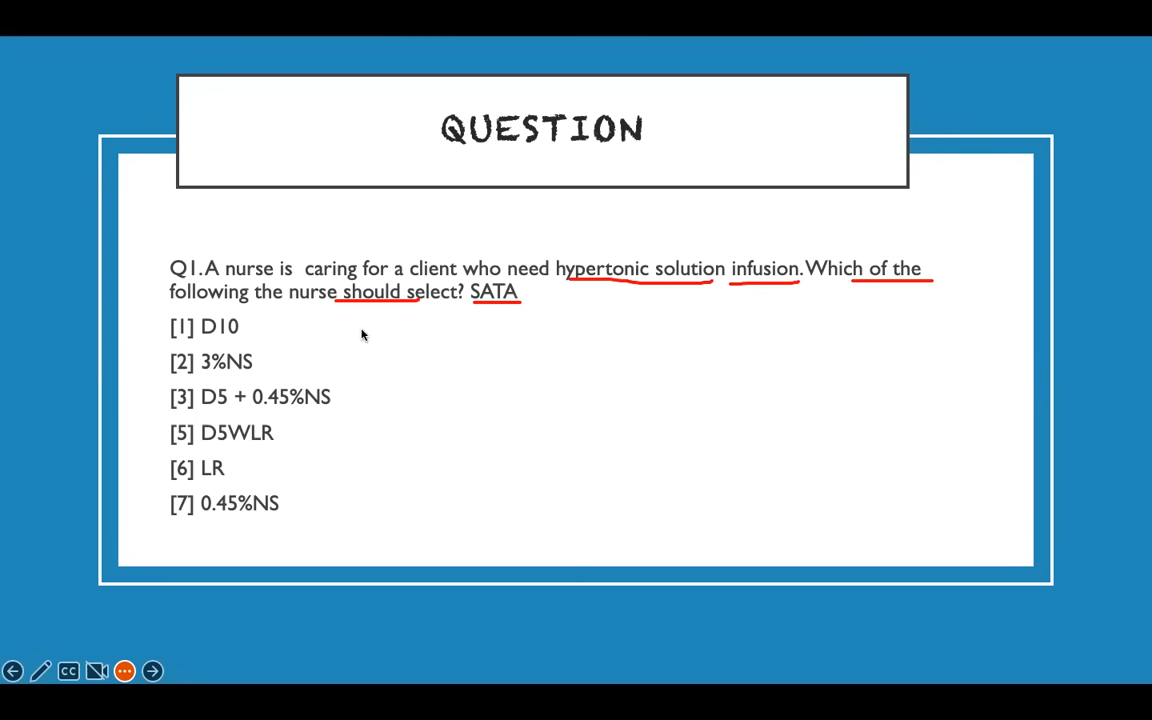 QUESTION
Q1. A nurse is  caring for a client who need hypertonic solution infusion. Which of the
following the nurse should select? SATA
[1] D10
[2] 3%NS
[3] D5 + 0.45%NS
[5] D5WLR
[6] LR
[7] 0.45%NS
CC